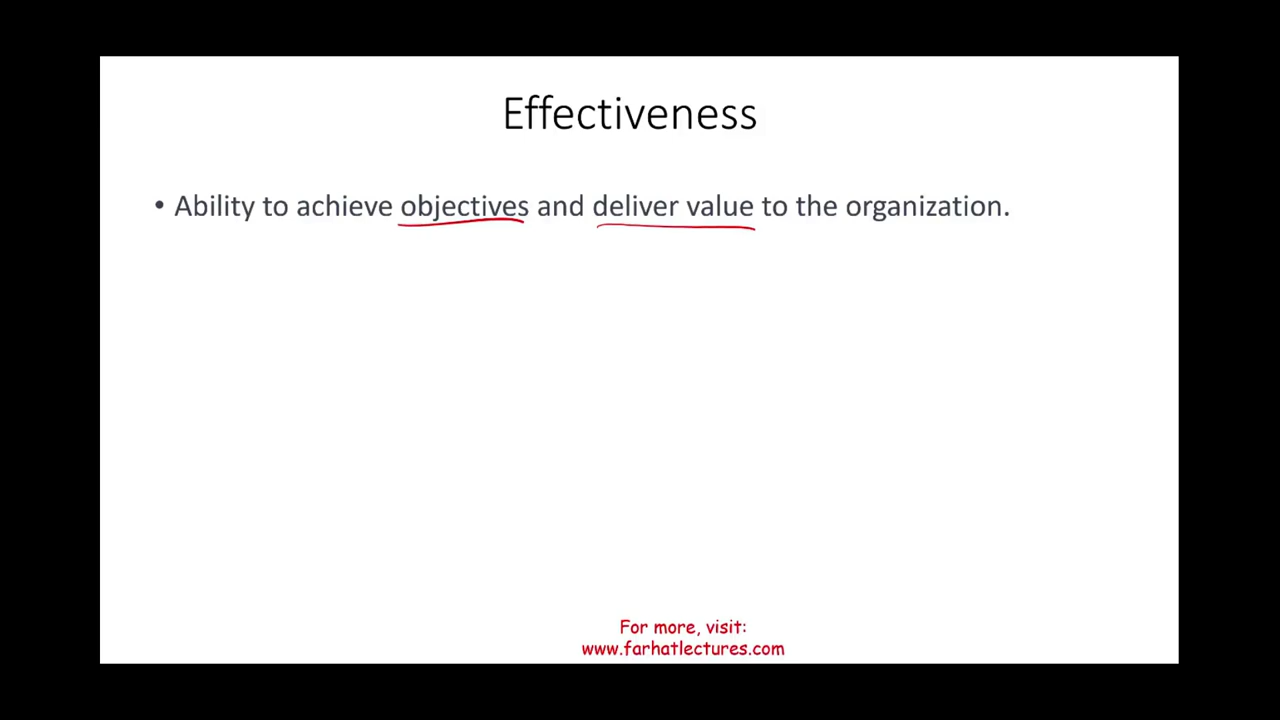 Effectiveness
• Ability to achieve objectives and deliver value to the organization.
For more, visit:
www.farhatlectures.com